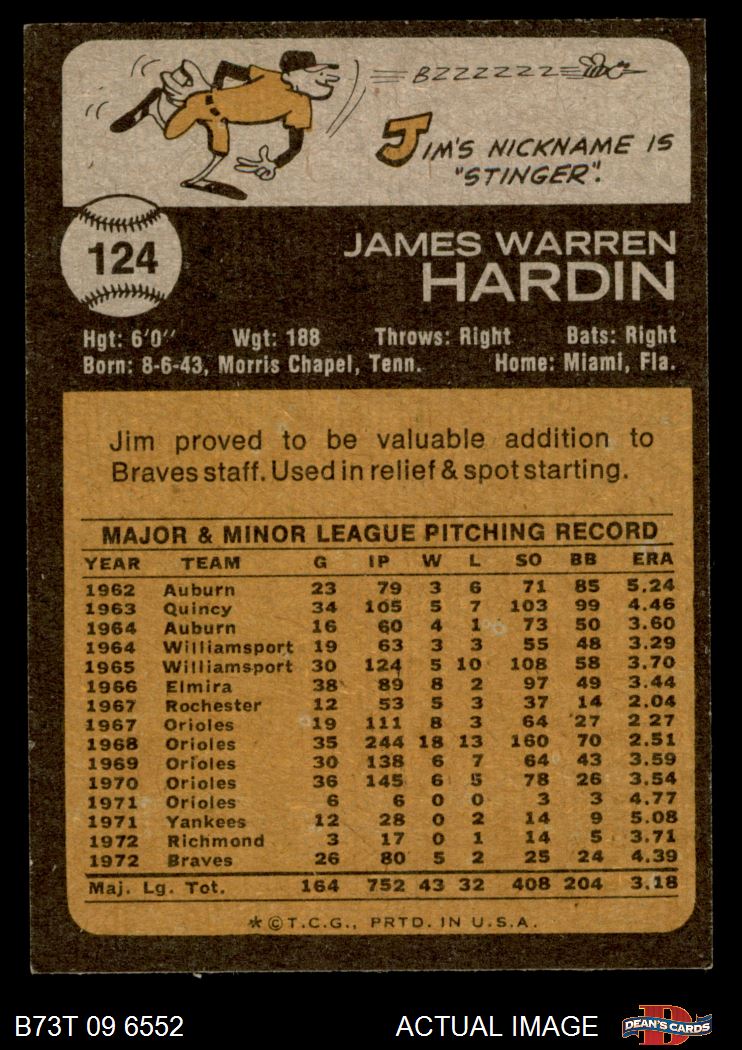 BZZZZZZZ
JIM'S NICKNAME IS
"STINGER".
124
JAMES WARREN
HARDIN
Hgt: 6'0" Wgt: 188 Throws: Right Bats: Right
Born: 8-6-43, Morris Chapel, Tenn. Home: Miami, Fla.
Jim proved to be valuable addition to
Braves staff. Used in relief & spot starting.
MAJOR & MINOR LEAGUE PITCHING RECORD
YEAR TEAM G IP W L SO BB ERA
1962 Auburn 23 79 3 6 71 85 5.24
1963 Quincy 34 105 5 7 103 99 4.46
1964 Auburn 16 60 4 1 73 50 3.60
1964 Williamsport 19 63 3 3 55 48 3.29
1965 Williamsport 30 124 5 10 108 58 3.70
1966 Elmira 38 89 8 2 97 49 3.44
1967 Rochester 12 53 5 3 37 14 2.04
1967 Orioles 19 111 8 3 64 27 2 27
1968 Orioles 35 244 18 13 160 70 2.51
1969 Orioles 30 138 6 7 64 43 3.59
1970 Orioles 36 145 6 5 78 26 3.54
1971 Orioles 6 6 0 0 3 3 4.77
1971 Yankees 12 28 0 2 14 9 5.08
1972 Richmond 3 17 0 1 14 5 3.71
1972 Braves 26 80 5 2 25 24 4.39
Maj. Lg. Tot. 164 752 43 32 408 204 3.18
*©T.C.G., PRTD. IN U.S.A.
B73T 09 6552 ACTUAL IMAGE D DEAN'S CARDS